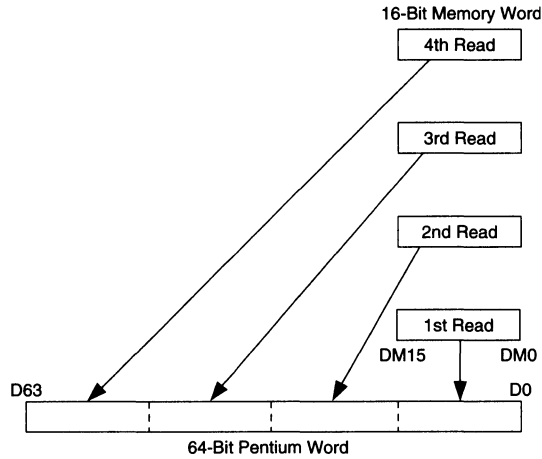 16-Bit Memory Word
4th Read
3rd Read
2nd Read
1st Read
DM15 DM0
D63 D0
64-Bit Pentium Word